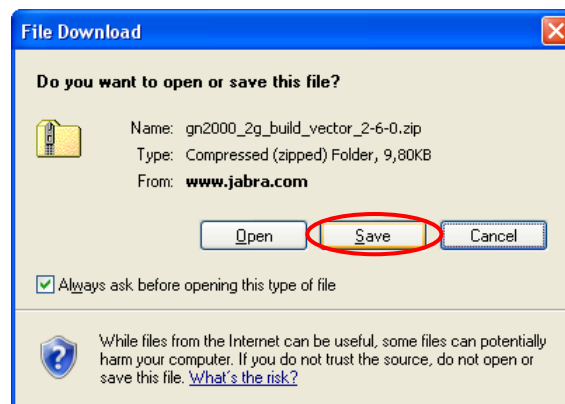 File Download
Do you want to open or save this file?
Name: gn2000_2g_build_vector_2-6-0.zip
Type: Compressed (zipped) Folder, 9,80KB
From: www.jabra.com
Open Save Cancel
Always ask before opening this type of file
While files from the Internet can be useful, some files can potentially
harm your computer. If you do not trust the source, do not open or
save this file. What's the risk?